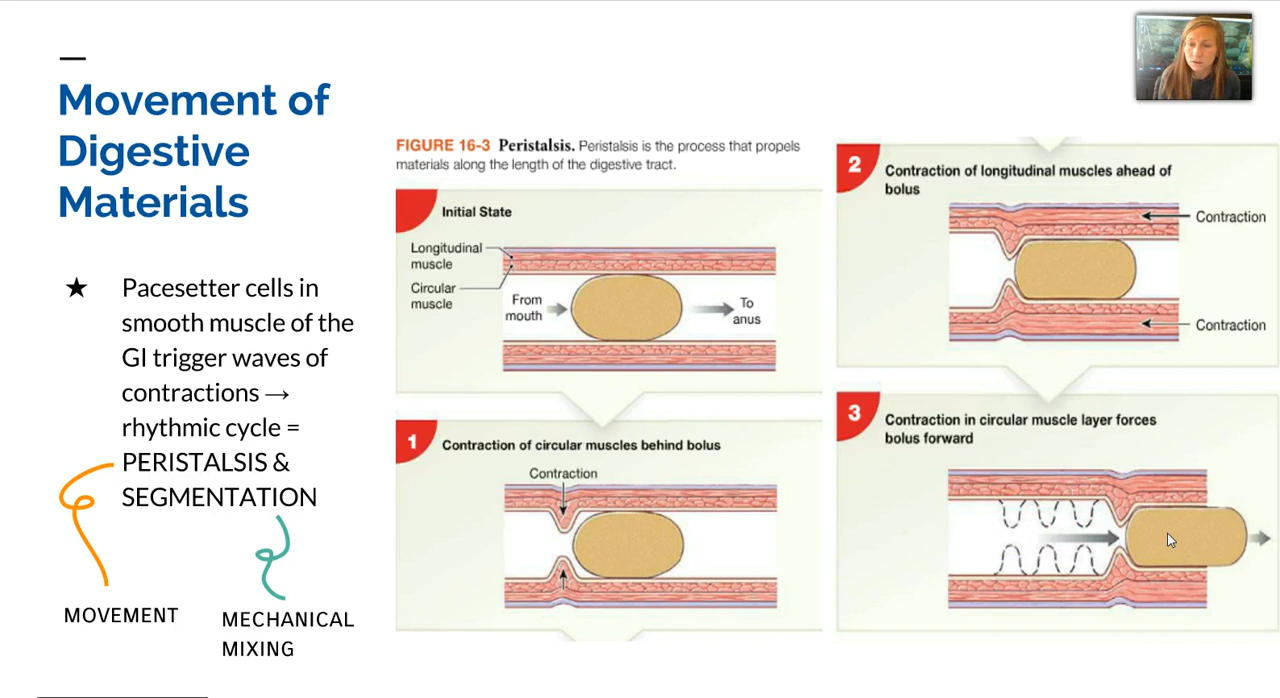 Movement of
Digestive
Materials
★ Pacesetter cells in
smooth muscle of the
GI trigger waves of
contractions →
rhythmic cycle =
PERISTALSIS &
SEGMENTATION
MOVEMENT
MECHANICAL
MIXING
FIGURE 16-3 Peristalsis. Peristalsis is the process that propels
materials along the length of the digestive tract.
Initial State
Longitudinal
muscle
Circular
muscle
From
mouth
To
anus
1 Contraction of circular muscles behind bolus
Contraction
2 Contraction of longitudinal muscles ahead of
bolus
Contraction
Contraction
3 Contraction in circular muscle layer forces
bolus forward